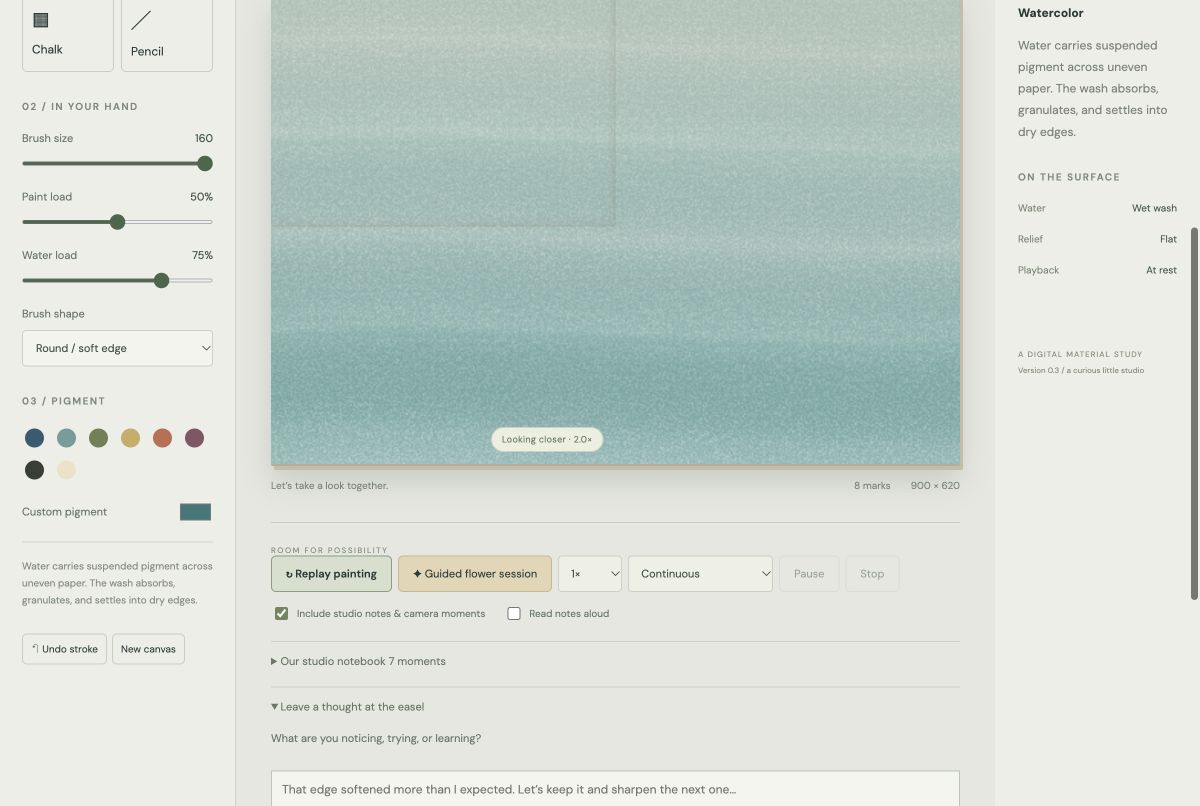 Chalk
Pencil
02 / IN YOUR HAND
Brush size 160
Paint load 50%
Water load 75%
Brush shape
Round / soft edge
03 / PIGMENT
Custom pigment
Water carries suspended pigment across
uneven paper. The wash absorbs,
granulates, and settles into dry edges.
Undo stroke
New canvas
Looking closer · 2.0×
Let's take a look together.
8 marks
900 × 620
ROOM FOR POSSIBILITY
↻ Replay painting
✦ Guided flower session
1×
Continuous
Pause
Stop
Include studio notes & camera moments
Read notes aloud
▶ Our studio notebook 7 moments
▼ Leave a thought at the easel
What are you noticing, trying, or learning?
That edge softened more than I expected. Let's keep it and sharpen the next one…
Watercolor
Water carries suspended
pigment across uneven
paper. The wash absorbs,
granulates, and settles into
dry edges.
ON THE SURFACE
Water Wet wash
Relief Flat
Playback At rest
A DIGITAL MATERIAL STUDY
Version 0.3 / a curious little studio